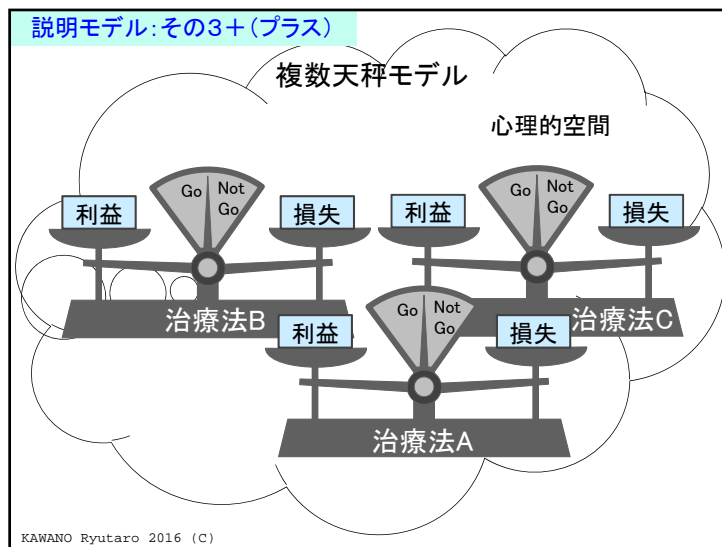 説明モデル：その３＋（プラス）
複数天秤モデル
心理的空間
利益
Go
Not
Go
損失
治療法B
利益
Go
Not
Go
損失
治療法C
利益
Go
Not
Go
損失
治療法A
KAWANO Ryutaro 2016 (C)